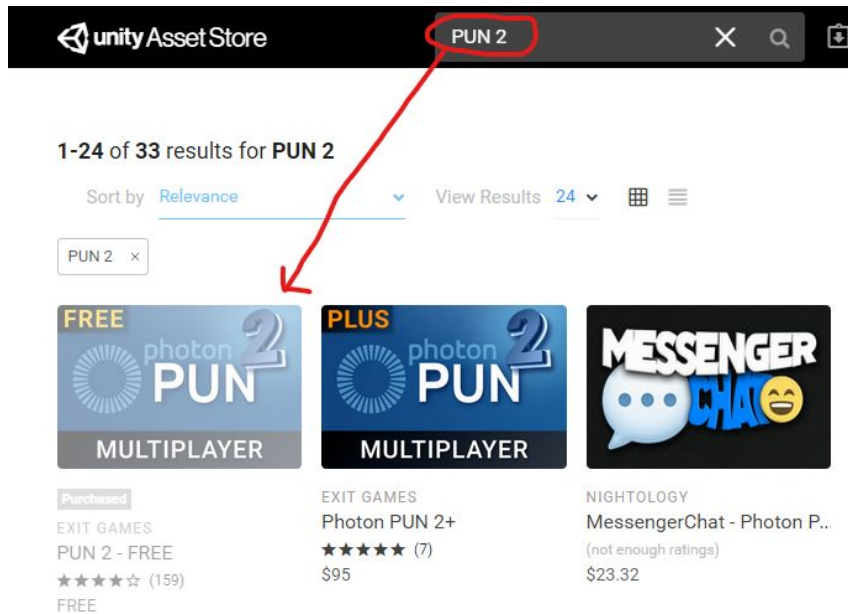 unity Asset Store
PUN 2
1-24 of 33 results for PUN 2
Sort by Relevance
View Results 24
PUN 2 ×
FREE
photon
PUN 2
MULTIPLAYER
Purchased
EXIT GAMES
PUN 2 - FREE
(159)
FREE
PLUS
photon
PUN 2
MULTIPLAYER
EXIT GAMES
Photon PUN 2+
(7)
$95
MESSENGER
CHAT
NIGHTOLOGY
MessengerChat - Photon P...
(not enough ratings)
$23.32